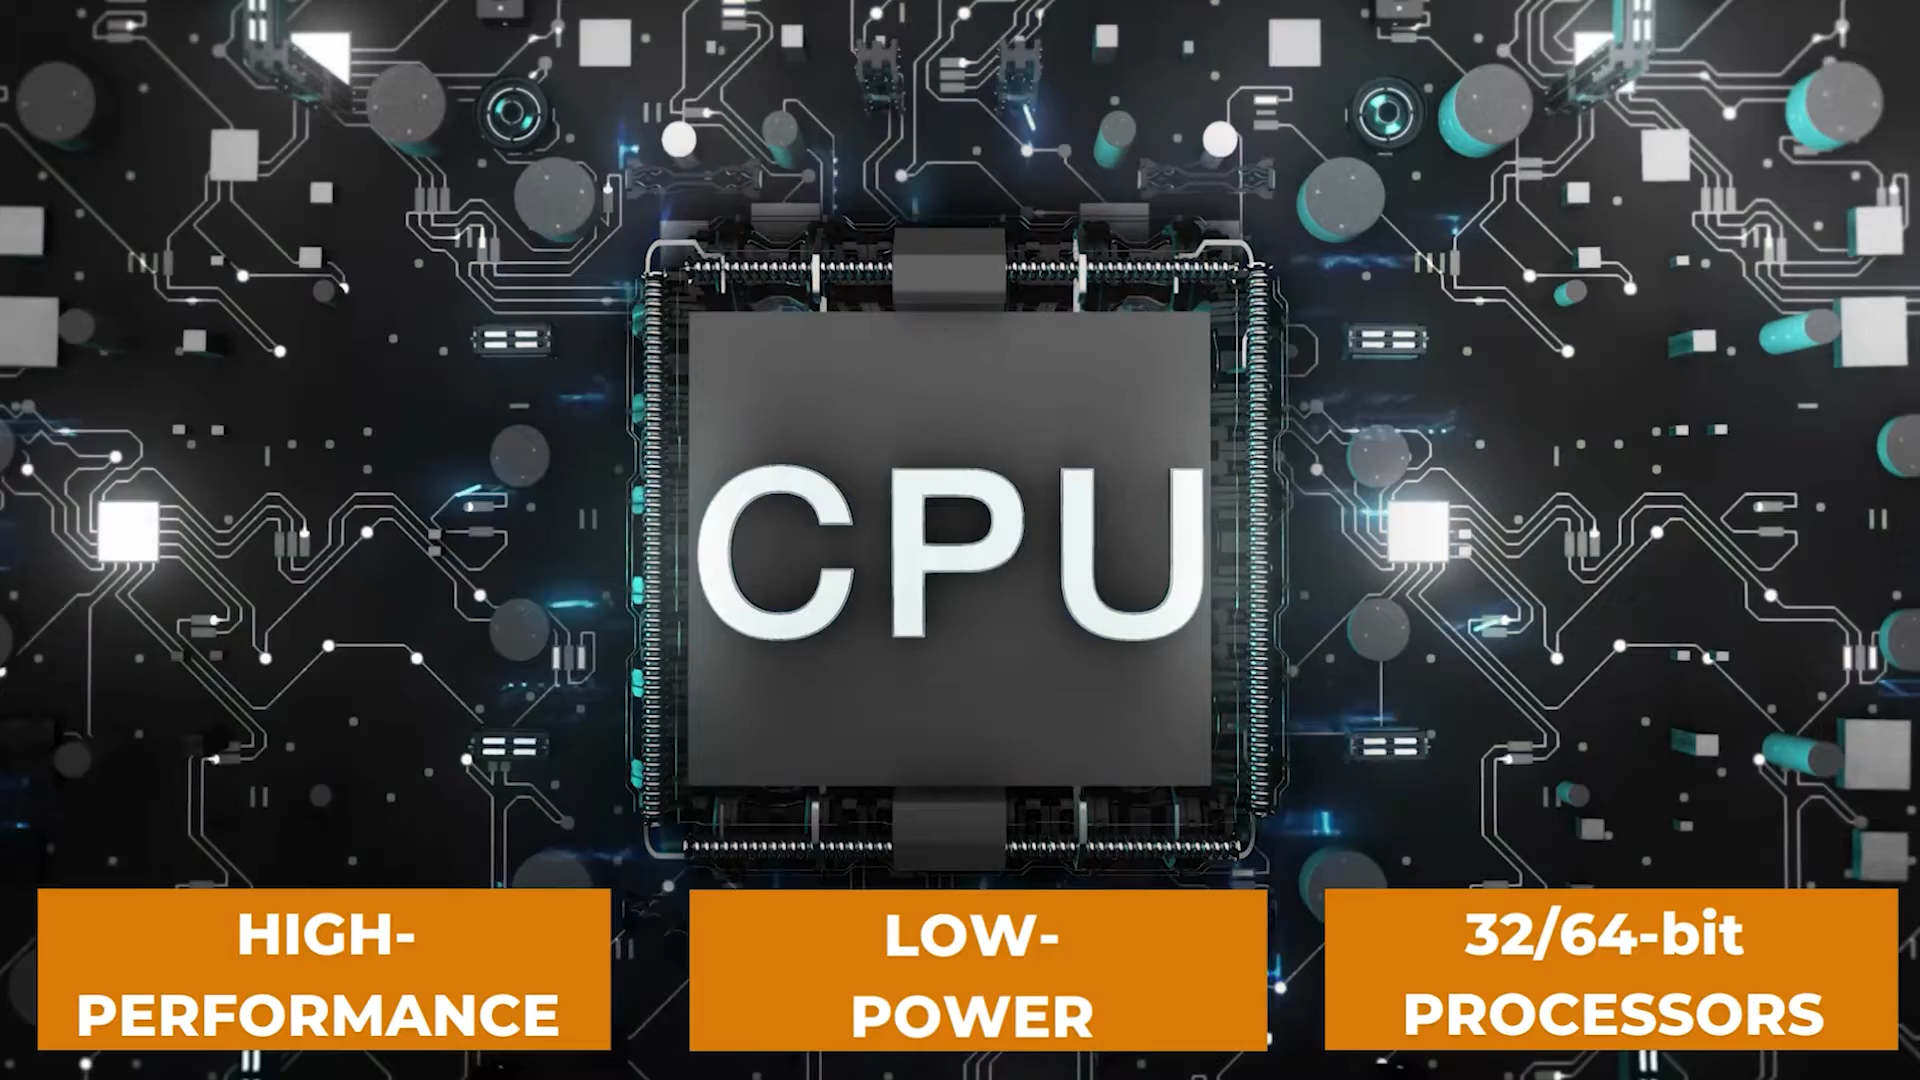 CPU
HIGH-
PERFORMANCE
LOW-
POWER
32/64-bit
PROCESSORS